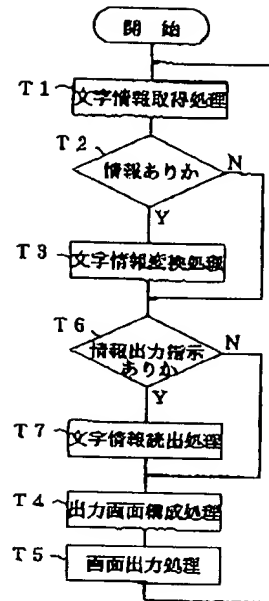 開始
T1
文字情報取得処理
T2
情報ありか
N
Y
T3
文字情報変換処理
T6
情報出力指示
ありか
N
Y
T7
文字情報読出処理
T4
出力画面構成処理
T5
画面出力処理